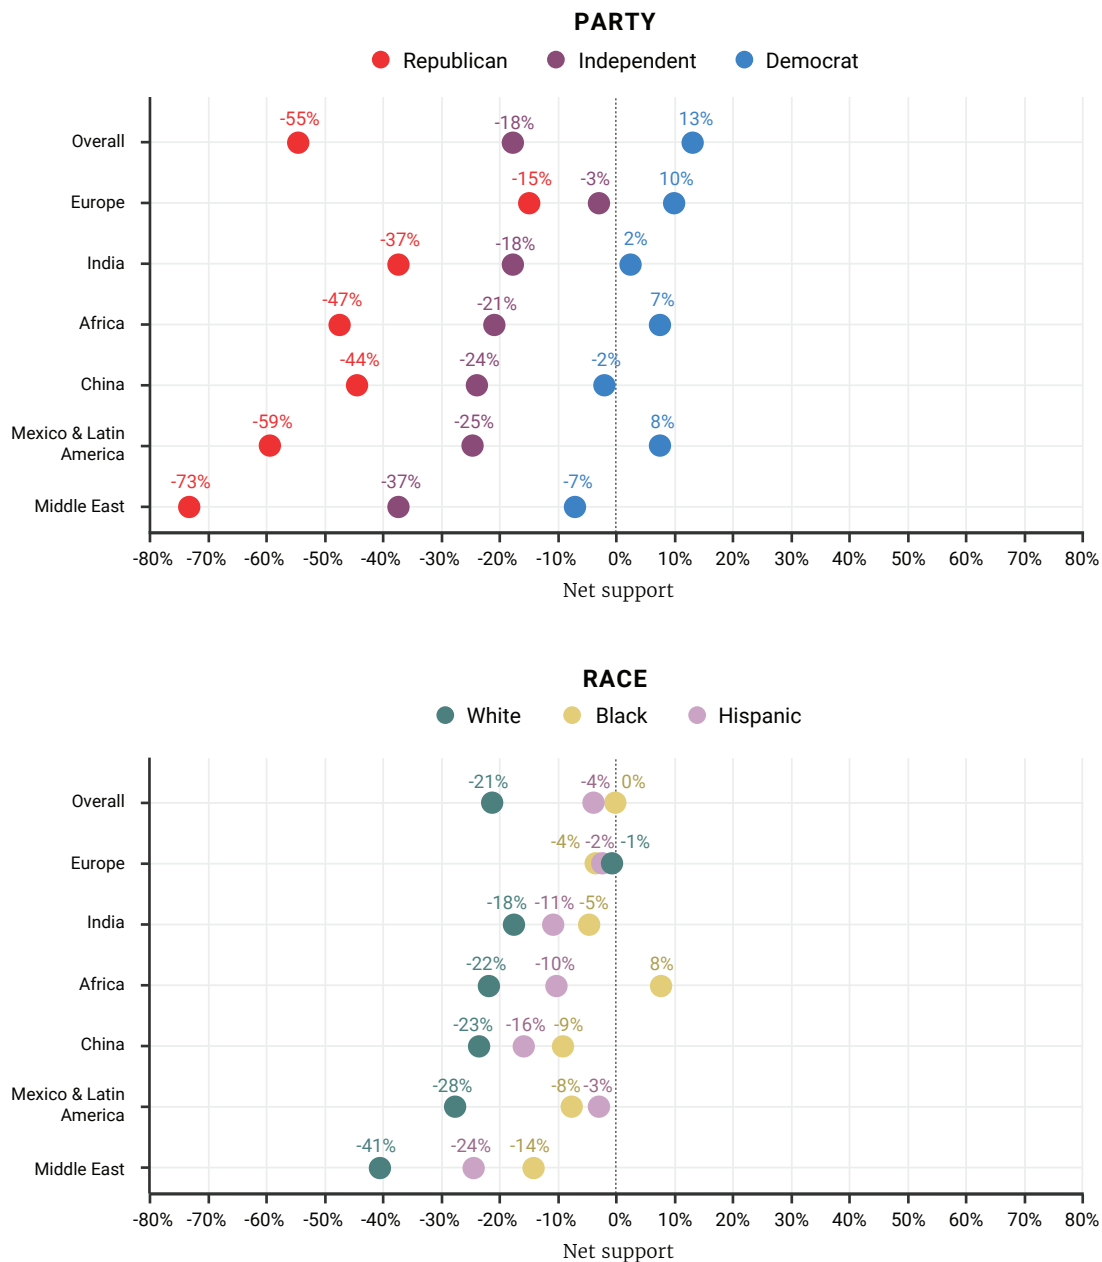 PARTY
Republican Independent Democrat
-55% -18% 13%
Overall
-15% -3% 10%
Europe
-37% -18% 2%
India
-47% -21% 7%
Africa
-44% -24% -2%
China
-59% -25% 8%
Mexico & Latin
America
-73% -37% -7%
Middle East
-80% -70% -60% -50% -40% -30% -20% -10% 0% 10% 20% 30% 40% 50% 60% 70% 80%
Net support
RACE
White Black Hispanic
-21% -4% 0%
Overall
-4% -2% -1%
Europe
-18% -11% -5%
India
-22% -10% 8%
Africa
-23% -16% -9%
China
-28% -8% -3%
Mexico & Latin
America
-41% -24% -14%
Middle East
-80% -70% -60% -50% -40% -30% -20% -10% 0% 10% 20% 30% 40% 50% 60% 70% 80%
Net support